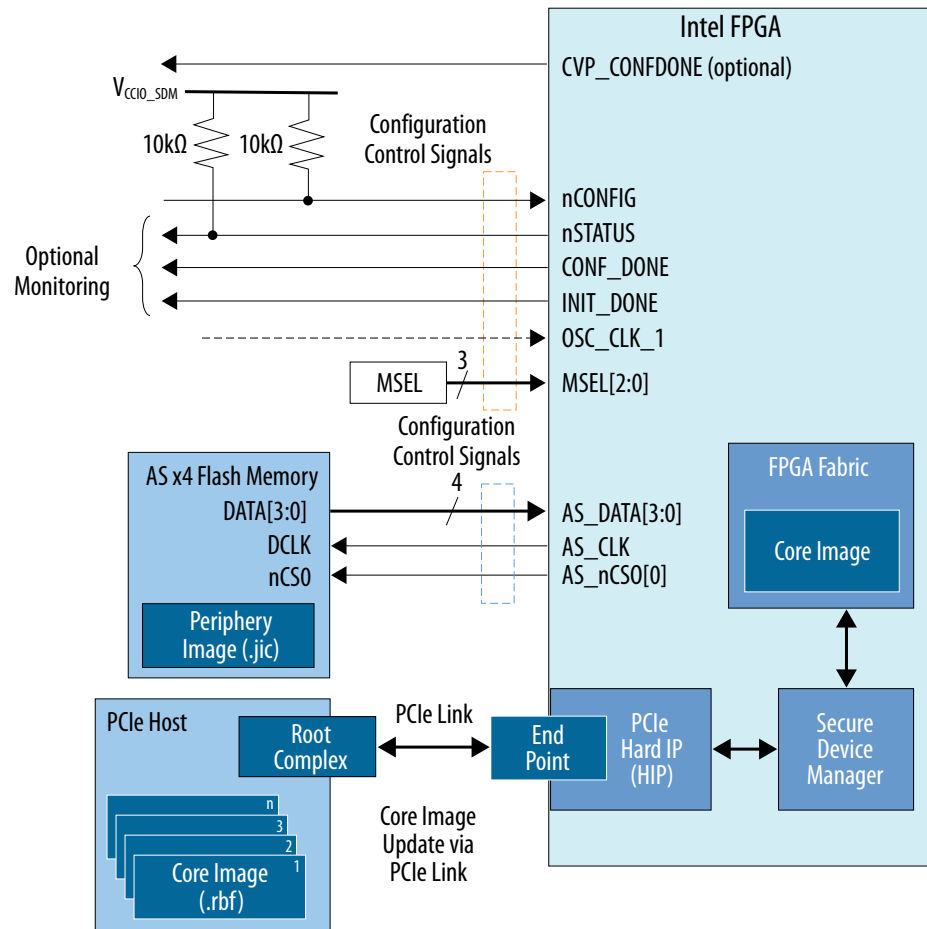 Intel FPGA
CVP_CONFDONE (optional)
VCCIO_SDM
10kΩ
10kΩ
Configuration
Control Signals
nCONFIG
nSTATUS
Optional
Monitoring
CONF_DONE
INIT_DONE
OSC_CLK_1
MSEL
3
MSEL[2:0]
Configuration
Control Signals
AS x4 Flash Memory
4
DATA[3:0]
AS_DATA[3:0]
DCLK
AS_CLK
nCS0
AS_nCSO[0]
Periphery
Image (.jic)
FPGA Fabric
Core Image
PCIe Host
Root
Complex
PCIe Link
End
Point
PCIe
Hard IP
(HIP)
Secure
Device
Manager
Core Image
Update via
PCIe Link
n
3
2
1
Core Image
(.rbf)